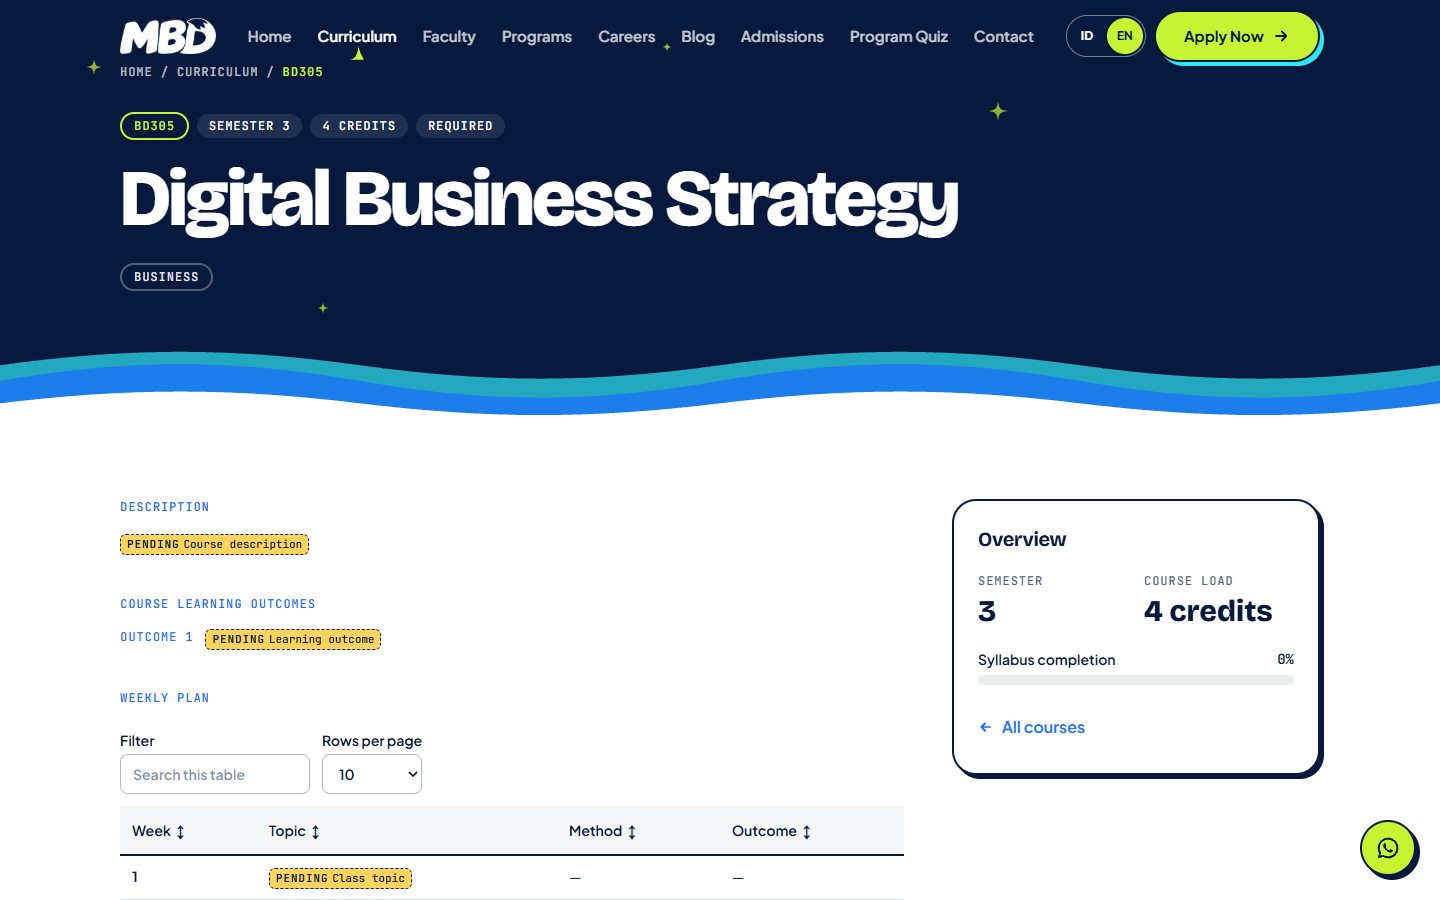 MBD
Home Curriculum Faculty Programs Careers Blog Admissions Program Quiz Contact ID EN Apply Now →
HOME / CURRICULUM / BD305
BD305 SEMESTER 3 4 CREDITS REQUIRED
Digital Business Strategy
BUSINESS
DESCRIPTION
PENDING Course description
COURSE LEARNING OUTCOMES
OUTCOME 1 PENDING Learning outcome
WEEKLY PLAN
Filter Rows per page
Search this table 10
Week ↕ Topic ↕ Method ↕ Outcome ↕
1 PENDING Class topic — —
Overview
SEMESTER COURSE LOAD
3 4 credits
Syllabus completion 0%
← All courses